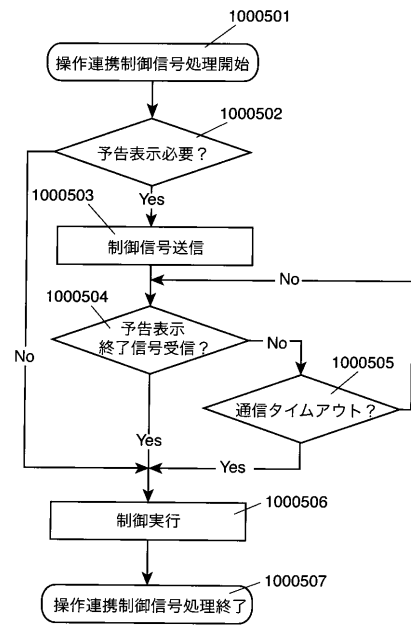 1000501
操作連携制御信号処理開始
1000502
予告表示必要？
Yes
1000503
制御信号送信
No
1000504
予告表示
終了信号受信？
No
No
1000505
通信タイムアウト？
Yes
Yes
1000506
制御実行
1000507
操作連携制御信号処理終了